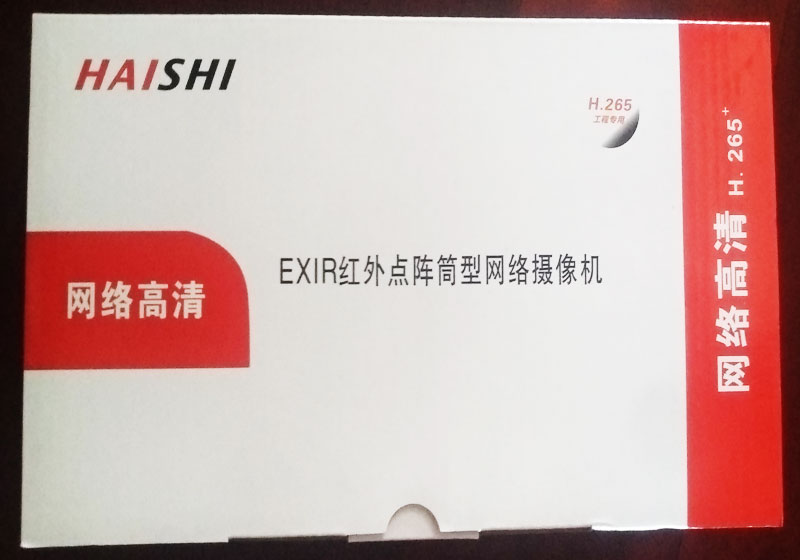 HAISHI
H.265
工程专用
网络高清
EXIR红外点阵筒型网络摄像机
网络高清 H.265⁺